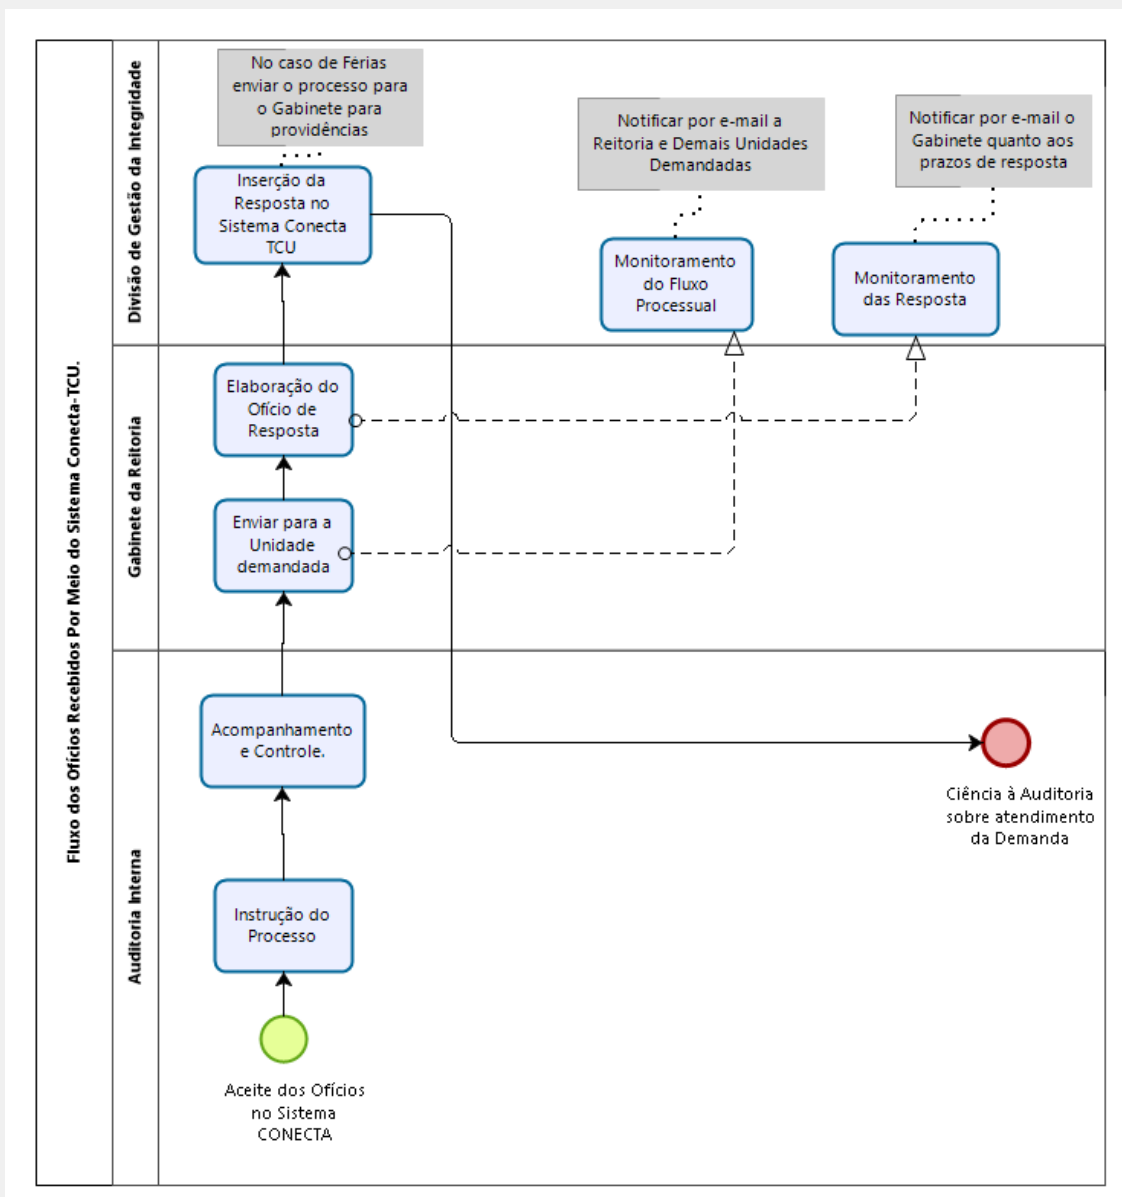 Fluxo dos Ofícios Recebidos Por Meio do Sistema Conecta-TCU.
Divisão de Gestão da Integridade
No caso de Férias
enviar o processo para
o Gabinete para
providências
Notificar por e-mail a
Reitoria e Demais Unidades
Demandadas
Notificar por e-mail o
Gabinete quanto aos
prazos de resposta
Inserção da
Resposta no
Sistema Conecta
TCU
Monitoramento
do Fluxo
Processual
Monitoramento
das Resposta
Gabinete da Reitoria
Elaboração do
Ofício de
Resposta
Enviar para a
Unidade
demandada
Auditoria Interna
Acompanhamento
e Controle.
Ciência à Auditoria
sobre atendimento
da Demanda
Instrução do
Processo
Aceite dos Ofícios
no Sistema
CONECTA